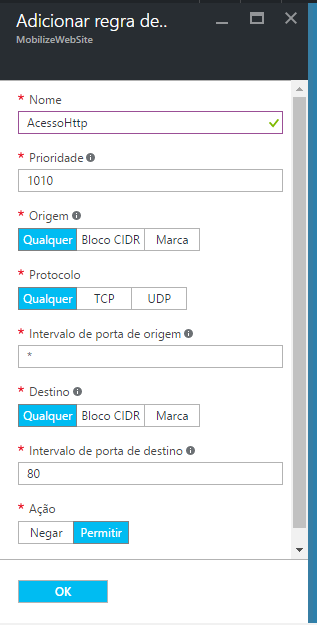 Adicionar regra de..
MobilizeWebSite
* Nome
AcessoHttp
* Prioridade
1010
* Origem
Qualquer Bloco CIDR Marca
* Protocolo
Qualquer TCP UDP
* Intervalo de porta de origem
*
* Destino
Qualquer Bloco CIDR Marca
* Intervalo de porta de destino
80
* Ação
Negar Permitir
OK